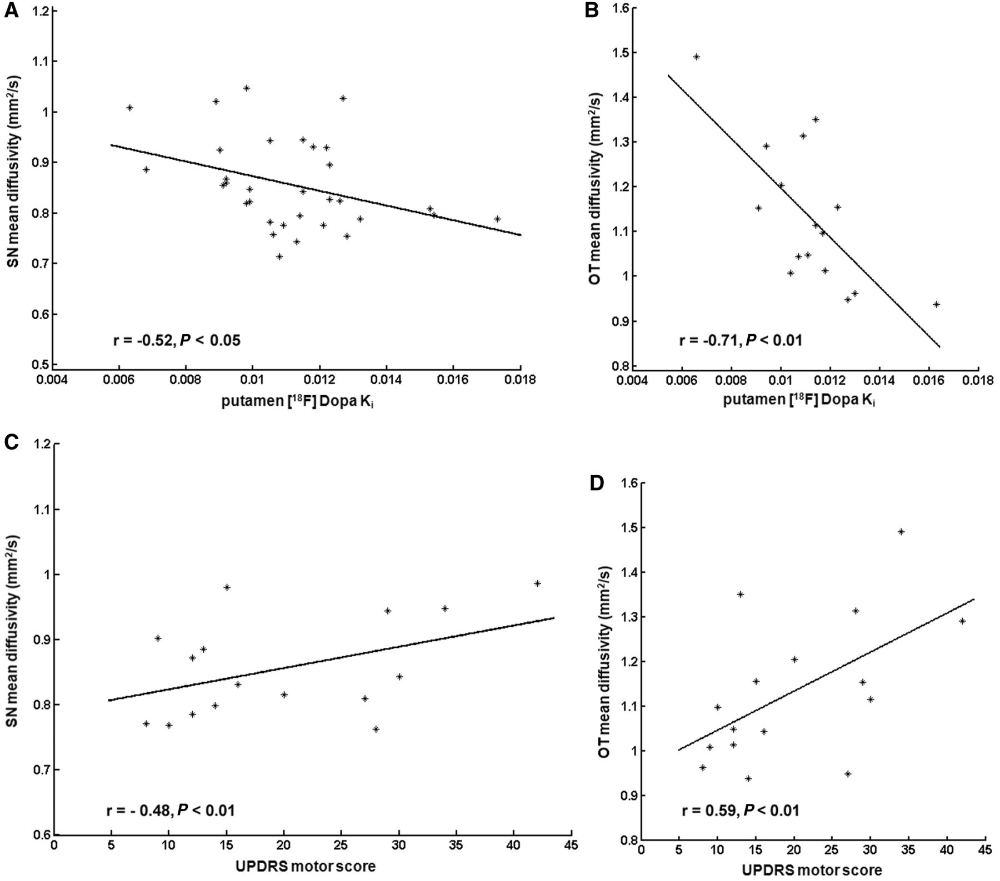 A
1.2
1.1
1
0.9
0.8
0.7
0.6
0.5
SN mean diffusivity (mm²/s)
r = -0.52, P < 0.05
0.004 0.006 0.008 0.01 0.012 0.014 0.016 0.018
putamen [¹⁸F] Dopa Kᵢ
B
1.6
1.5
1.4
1.3
1.2
1.1
1
0.9
0.8
OT mean diffusivity (mm²/s)
r = -0.71, P < 0.01
0.004 0.006 0.008 0.01 0.012 0.014 0.016 0.018
putamen [¹⁸F] Dopa Kᵢ
C
1.2
1.1
1
0.9
0.8
0.7
0.6
SN mean diffusivity (mm²/s)
r = - 0.48, P < 0.01
0 5 10 15 20 25 30 35 40 45
UPDRS motor score
D
1.6
1.5
1.4
1.3
1.2
1.1
1
0.9
0.8
OT mean diffusivity (mm²/s)
r = 0.59, P < 0.01
0 5 10 15 20 25 30 35 40 45
UPDRS motor score